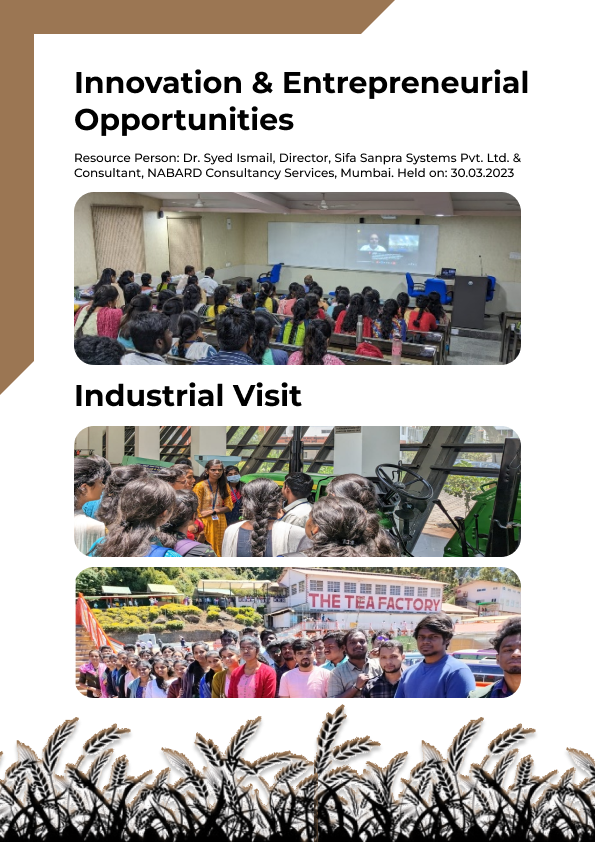 Innovation & Entrepreneurial
Opportunities
Resource Person: Dr. Syed Ismail, Director, Sifa Sanpra Systems Pvt. Ltd. &
Consultant, NABARD Consultancy Services, Mumbai. Held on: 30.03.2023
Industrial Visit
THE TEA FACTORY